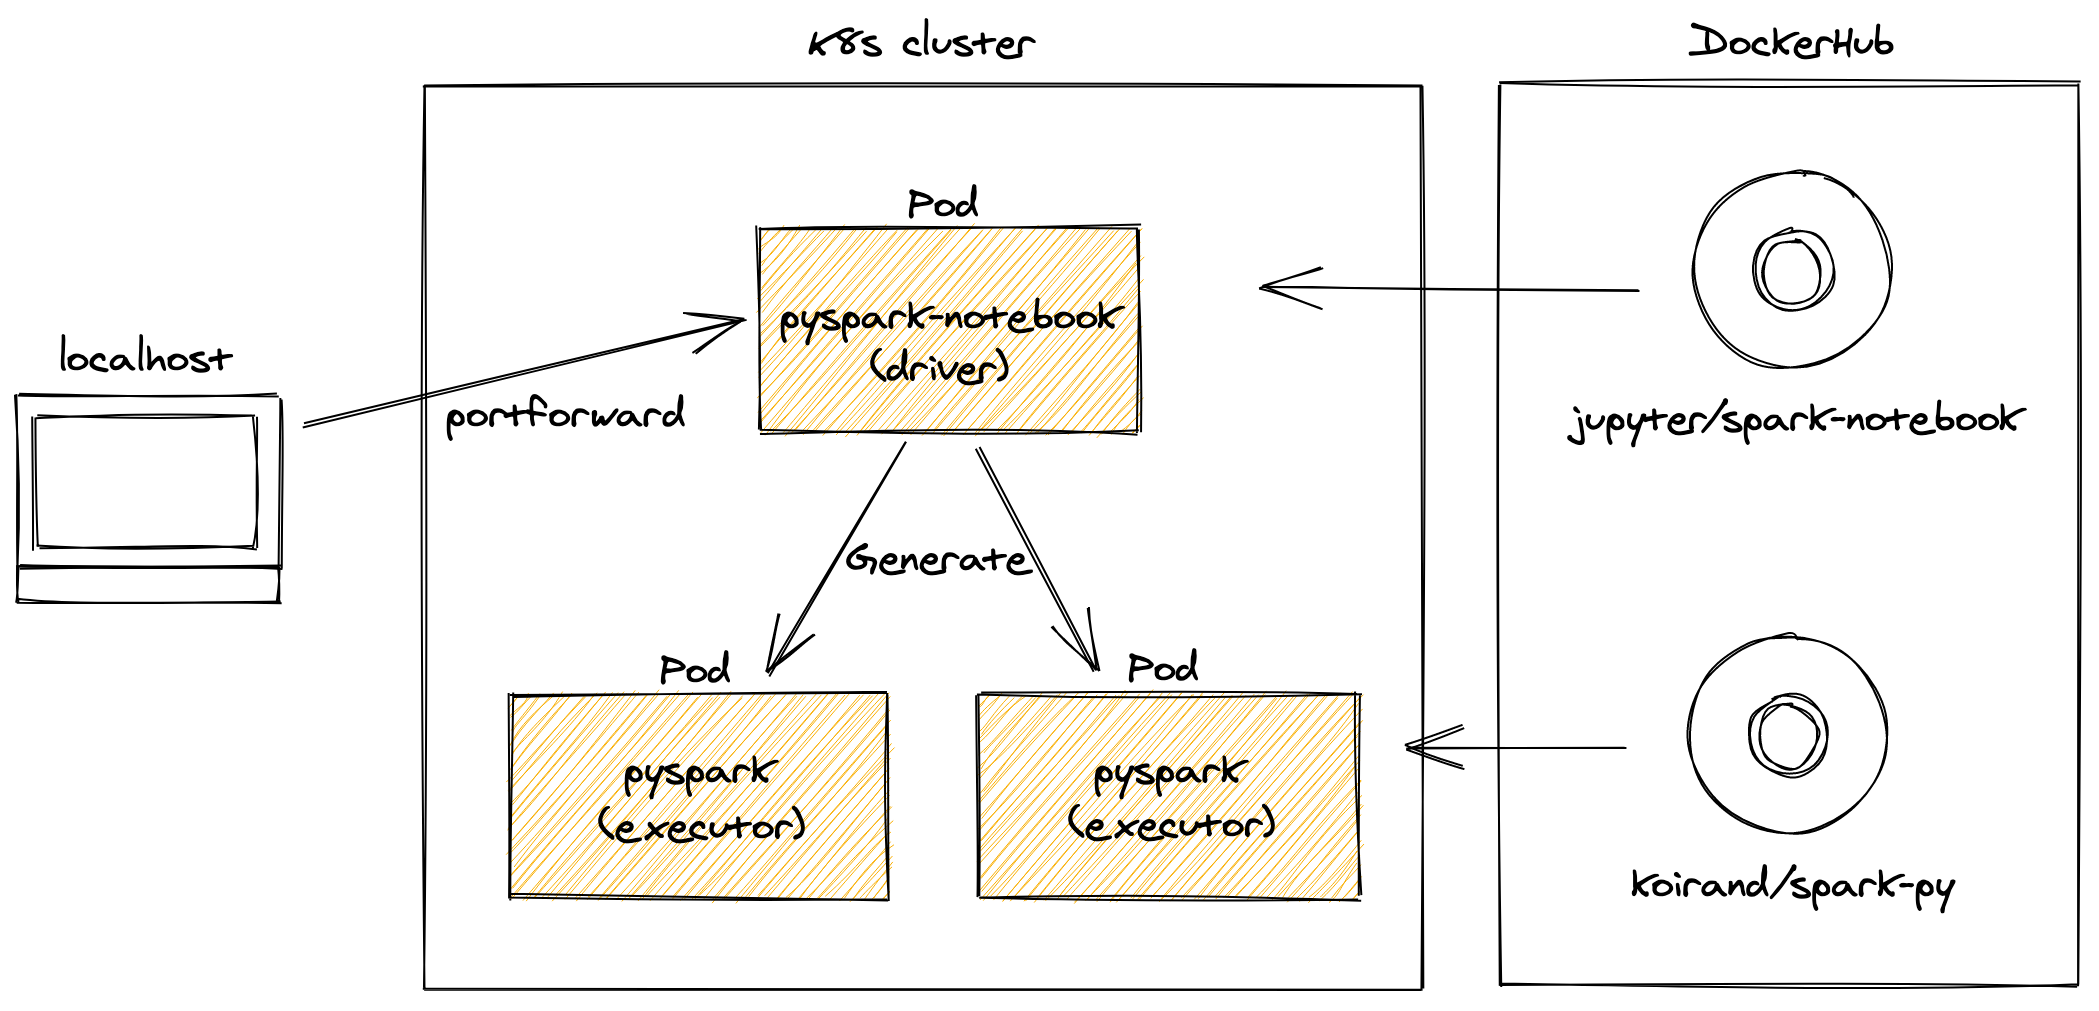 K8s cluster
DockerHub
Pod
pyspark-notebook
(driver)
localhost
portforward
jupyter/spark-notebook
Generate
Pod
Pod
pyspark
(executor)
pyspark
(executor)
koirand/spark-py